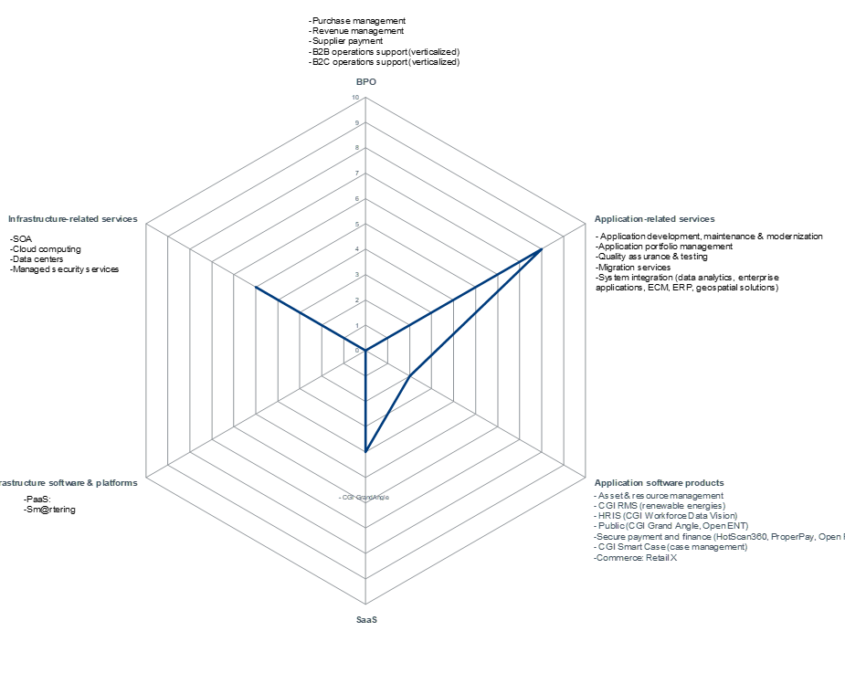 -Purchase management
-Revenue management
-Supplier payment
-B2B operations support (verticalized)
-B2C operations support (verticalized)
BPO
10
9
8
7
6
5
4
3
2
1
0
Infrastructure-related services
-SOA
-Cloud computing
-Data centers
-Managed security services
Application-related services
- Application development, maintenance & modernization
-Application portfolio management
-Quality assurance & testing
-Migration services
-System integration (data analytics, enterprise
applications, ECM, ERP, geospatial solutions)
rastructure software & platforms
-PaaS:
-Sm@rtering
- CGI GrandAngle
Application software products
- Asset & resource management
- CGI RMS (renewable energies)
- HRIS (CGI Workforce Data Vision)
- Public (CGI Grand Angle, Open ENT)
-Secure payment and finance (HotScan360, ProperPay, Open
- CGI Smart Case (case management)
-Commerce: RetailX
SaaS